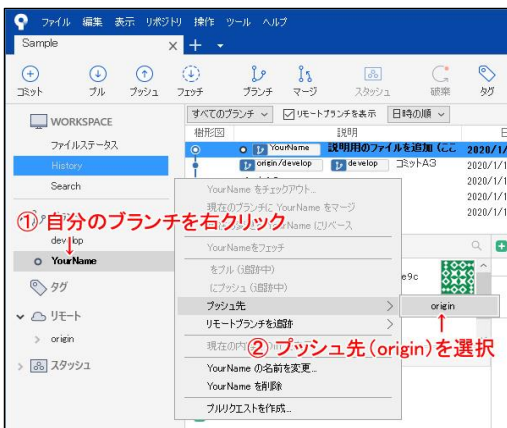 ファイル 編集 表示 リポジトリ 操作 ツール ヘルプ
Sample
コミット プル プッシュ フェッチ ブランチ マージ スタッシュ 破棄 タグ
すべてのブランチ リモートブランチを表示 日時の順
WORKSPACE
樹形図 説明
ファイルステータス
YourName 説明用のファイルを追加（ここ 2020/1/
History
origin/develop develop コミットA3 2020/1/1
Search
2020/1/1
YourName をチェックアウト...
2020/1/1
現在のブランチに YourName をマージ
2020/1/1
① 自分のブランチを右クリック
develop
YourName
YourNameをフェッチ
をプル（追跡中）
にプッシュ（追跡中）
e9c
タグ
プッシュ先
origin
リモート
リモートブランチを追跡
origin
② プッシュ先（origin）を選択
スタッシュ
YourName の名前を変更...
YourName を削除
プルリクエストを作成...